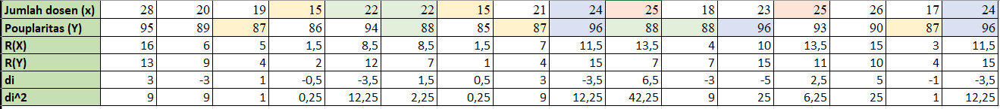 Jumlah dosen (x) 28 20 19 15 22 22 15 21 24 25 18 23 25 26 17 24
Pouplaritas (Y) 95 89 87 86 94 88 85 87 96 88 88 96 93 90 87 96
R(X) 16 6 5 1,5 8,5 8,5 1,5 7 11,5 13,5 4 10 13,5 15 3 11,5
R(Y) 13 9 4 2 12 7 1 4 15 7 7 15 11 10 4 15
di 3 -3 1 -0,5 -3,5 1,5 0,5 3 -3,5 6,5 -3 -5 2,5 5 -1 -3,5
di^2 9 9 1 0,25 12,25 2,25 0,25 9 12,25 42,25 9 25 6,25 25 1 12,25